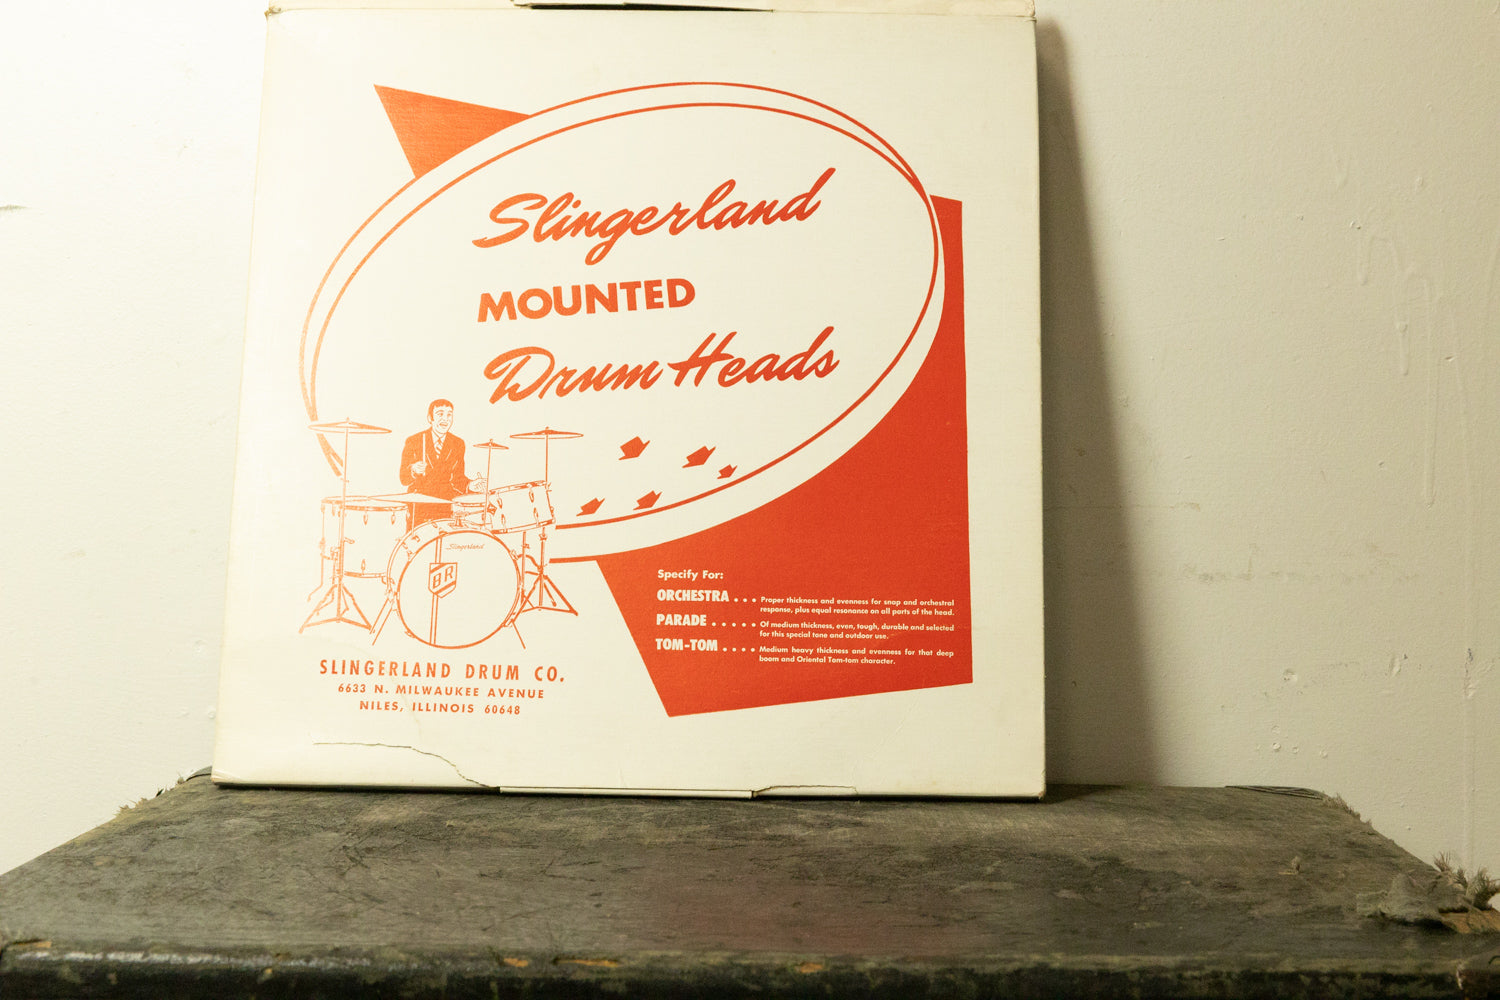 Slingerland
MOUNTED
Drum Heads
Slingerland
BR
Specify For:
ORCHESTRA . . . Proper thickness and evenness for snap and orchestral
response, plus equal resonance on all parts of the head.
PARADE . . . . . Of medium thickness, even, tough, durable and selected
for this special tone and outdoor use.
TOM-TOM . . . . Medium heavy thickness and evenness for that deep
boom and Oriental Tom-tom character.
SLINGERLAND DRUM CO.
6633 N. MILWAUKEE AVENUE
NILES, ILLINOIS 60648